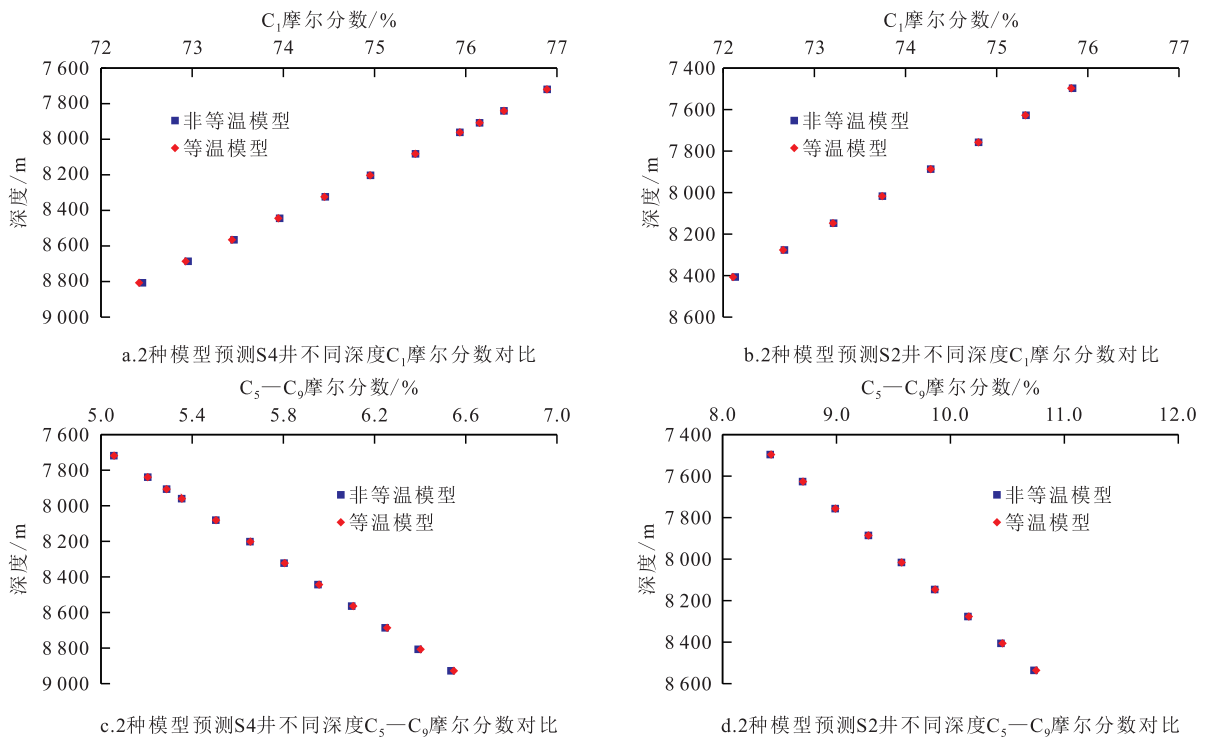 C₁摩尔分数/%
72 73 74 75 76 77
7 600
7 800
8 000
8 200
8 400
8 600
8 800
9 000
深度/m
非等温模型
等温模型
a.2种模型预测S4井不同深度C₁摩尔分数对比
C₁摩尔分数/%
72 73 74 75 76 77
7 400
7 600
7 800
8 000
8 200
8 400
8 600
深度/m
非等温模型
等温模型
b.2种模型预测S2井不同深度C₁摩尔分数对比
C₅—C₉摩尔分数/%
5.0 5.4 5.8 6.2 6.6 7.0
7 600
7 800
8 000
8 200
8 400
8 600
8 800
9 000
深度/m
非等温模型
等温模型
c.2种模型预测S4井不同深度C₅—C₉摩尔分数对比
C₅—C₉摩尔分数/%
8.0 9.0 10.0 11.0 12.0
7 400
7 600
7 800
8 000
8 200
8 400
8 600
深度/m
非等温模型
等温模型
d.2种模型预测S2井不同深度C₅—C₉摩尔分数对比